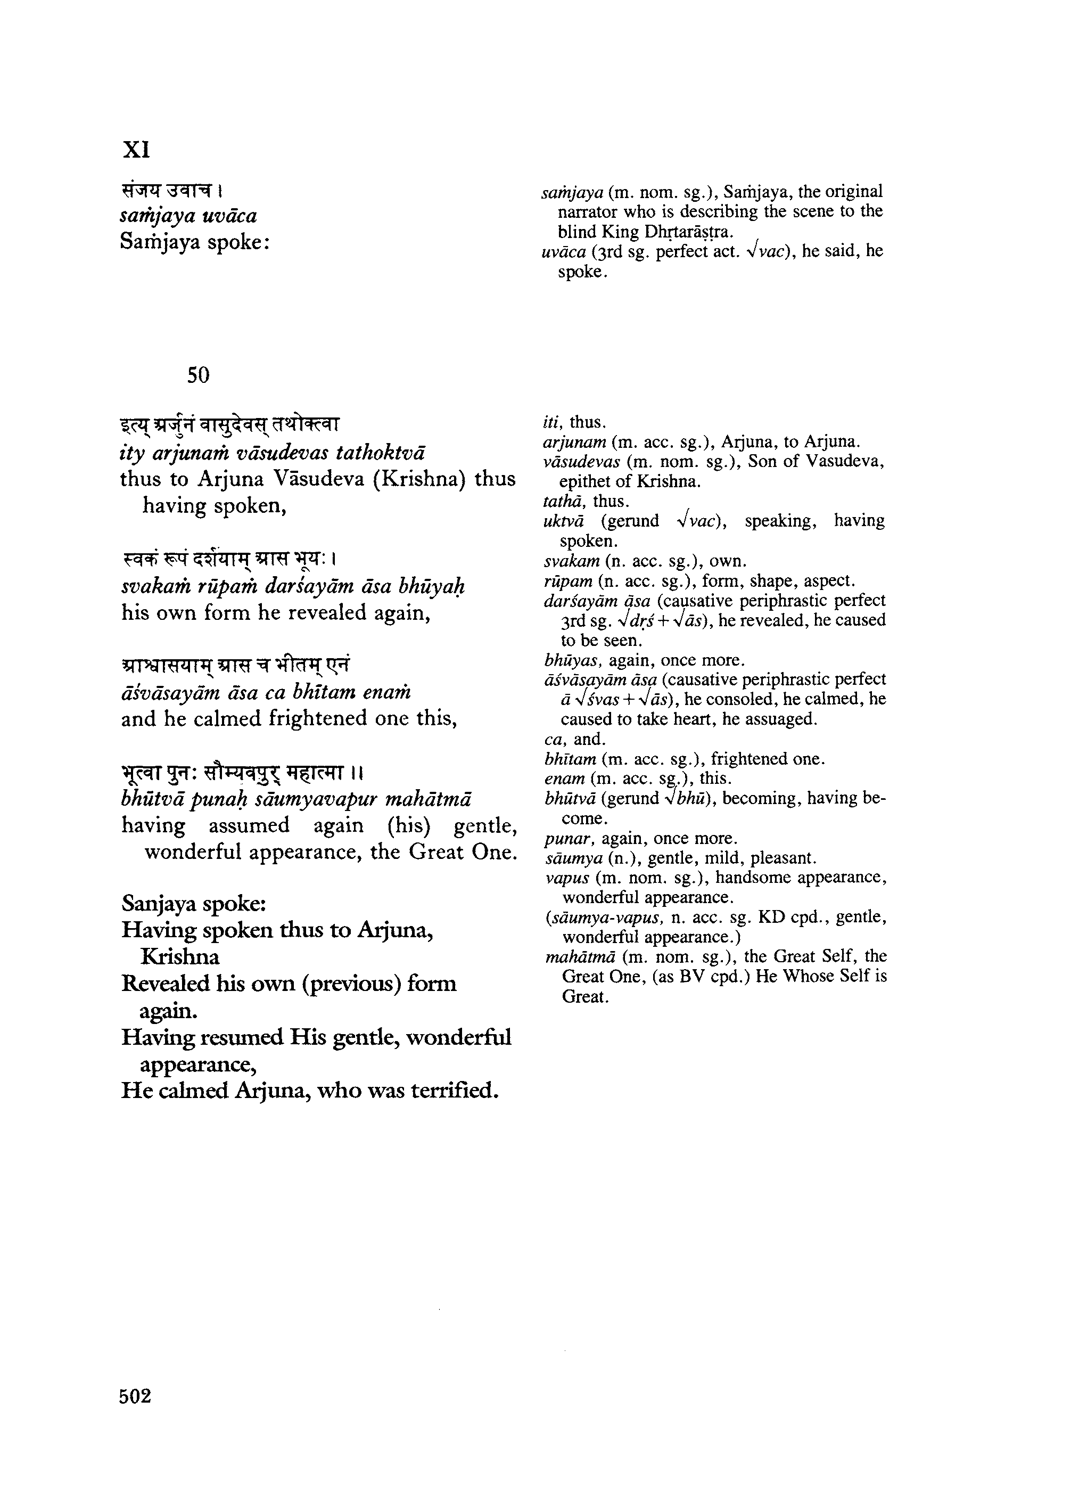 XI
संजय उवाच ।
saṁjaya uvāca
Saṁjaya spoke:
50
इत्य् अर्जुनं वासुदेवस् तथोक्त्वा
ity arjunaṁ vāsudevas tathoktvā
thus to Arjuna Vāsudeva (Krishna) thus
having spoken,
स्वकं रूपं दर्शयाम् आस भूयः ।
svakaṁ rūpaṁ darśayām āsa bhūyaḥ
his own form he revealed again,
आश्वासयाम् आस च भीतम् एनं
āśvāsayām āsa ca bhītam enaṁ
and he calmed frightened one this,
भूत्वा पुनः सौम्यवपुर् महात्मा ॥
bhūtvā punaḥ sāumyavapur mahātmā
having assumed again (his) gentle,
wonderful appearance, the Great One.
Sanjaya spoke:
Having spoken thus to Arjuna,
Krishna
Revealed his own (previous) form
again.
Having resumed His gentle, wonderful
appearance,
He calmed Arjuna, who was terrified.
saṁjaya (m. nom. sg.), Saṁjaya, the original
narrator who is describing the scene to the
blind King Dhṛtarāṣṭra.
uvāca (3rd sg. perfect act. √vac), he said, he
spoke.
iti, thus.
arjunam (m. acc. sg.), Arjuna, to Arjuna.
vāsudevas (m. nom. sg.), Son of Vasudeva,
epithet of Krishna.
tathā, thus.
uktvā (gerund √vac), speaking, having
spoken.
svakam (n. acc. sg.), own.
rūpam (n. acc. sg.), form, shape, aspect.
darśayām āsa (causative periphrastic perfect
3rd sg. √dṛś + √ās), he revealed, he caused
to be seen.
bhūyas, again, once more.
āśvāsayām āsa (causative periphrastic perfect
ā √śvas + √ās), he consoled, he calmed, he
caused to take heart, he assuaged.
ca, and.
bhītam (m. acc. sg.), frightened one.
enam (m. acc. sg.), this.
bhūtvā (gerund √bhū), becoming, having be-
come.
punar, again, once more.
sāumya (n.), gentle, mild, pleasant.
vapus (m. nom. sg.), handsome appearance,
wonderful appearance.
(sāumya-vapus, n. acc. sg. KD cpd., gentle,
wonderful appearance.)
mahātmā (m. nom. sg.), the Great Self, the
Great One, (as BV cpd.) He Whose Self is
Great.
502